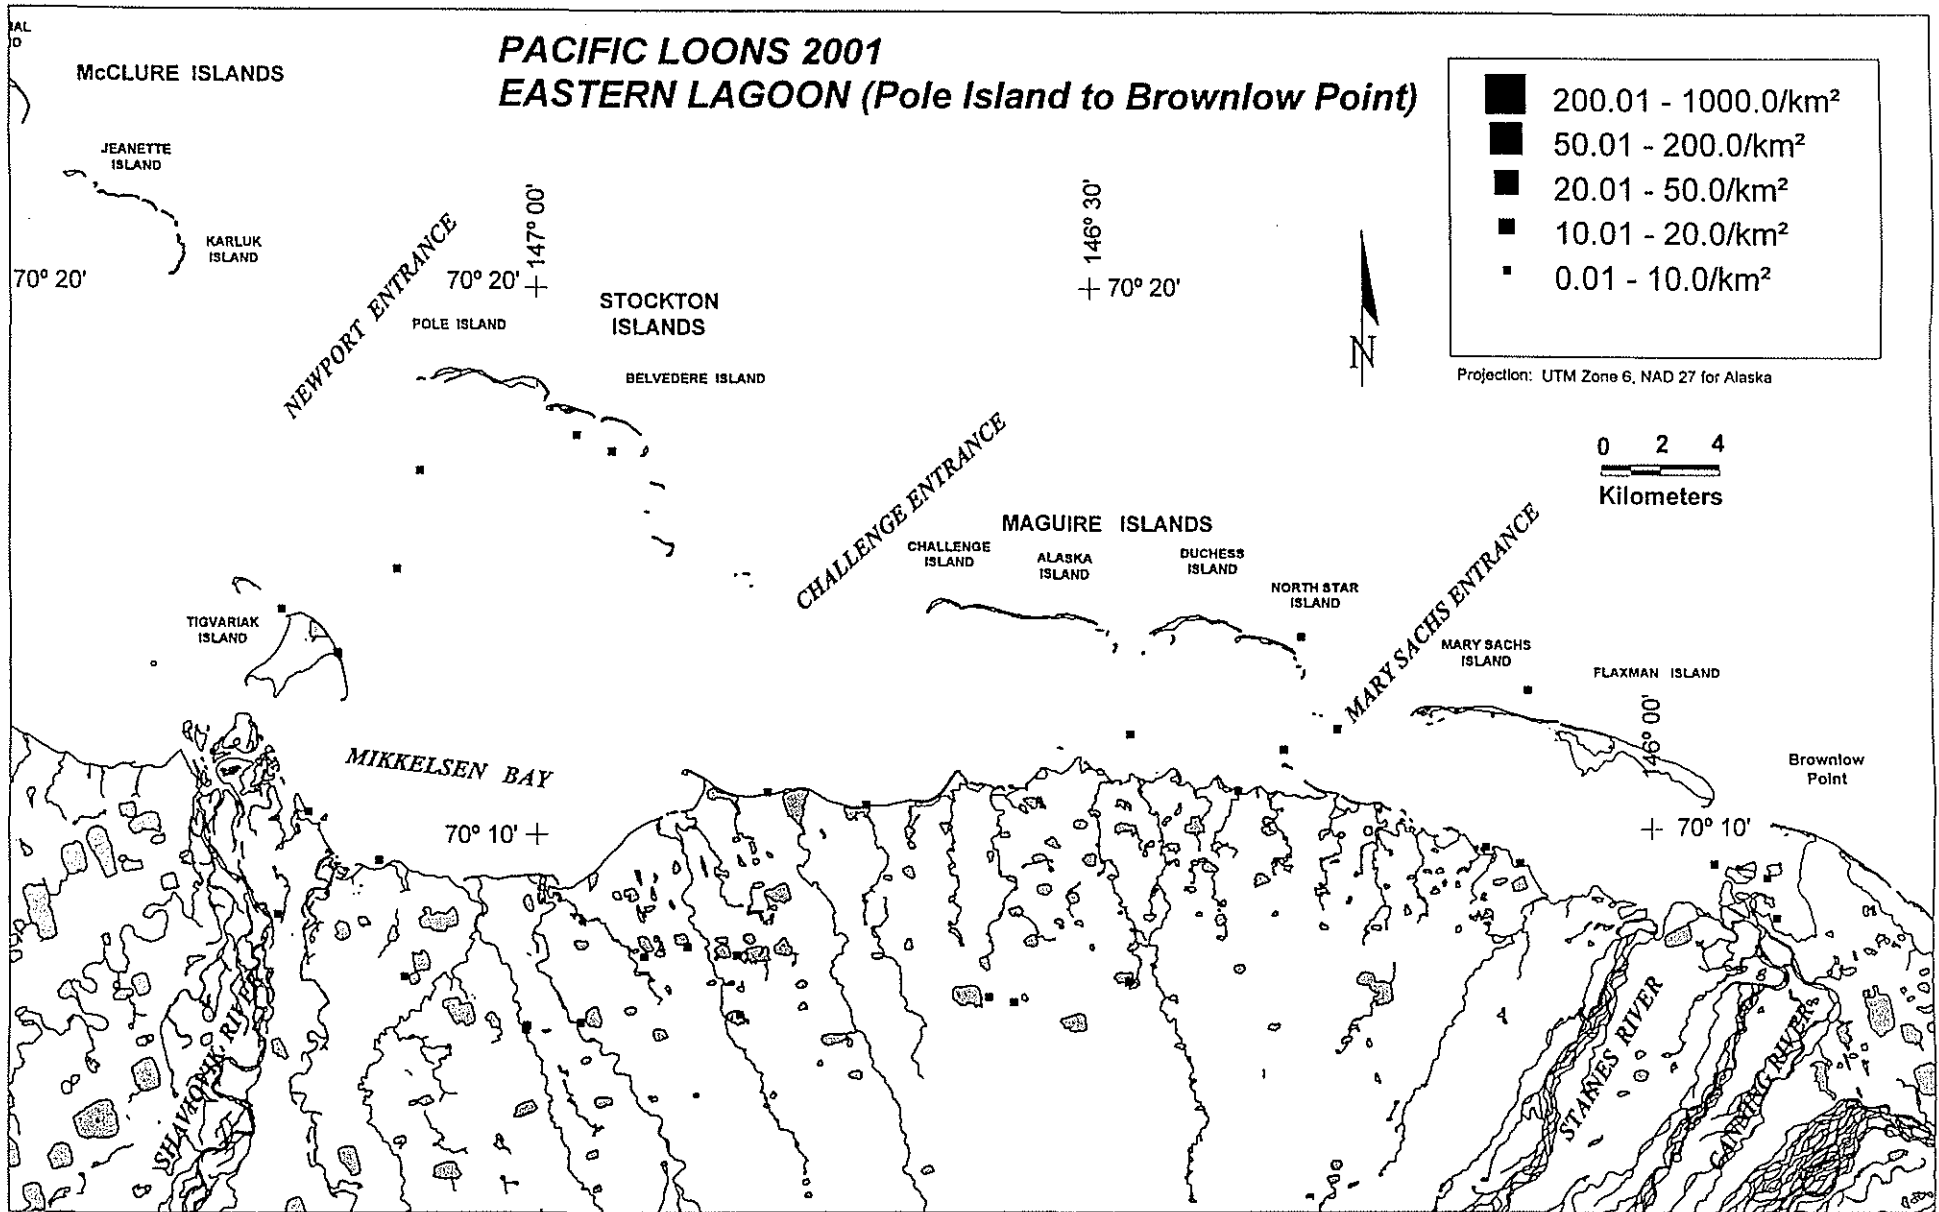 PACIFIC LOONS 2001
EASTERN LAGOON (Pole Island to Brownlow Point)
McCLURE ISLANDS
JEANETTE
ISLAND
KARLUK
ISLAND
70° 20'
NEWPORT ENTRANCE
147° 00'
70° 20'
146° 30'
70° 20'
200.01 - 1000.0/km²
50.01 - 200.0/km²
20.01 - 50.0/km²
10.01 - 20.0/km²
0.01 - 10.0/km²
N
Projection: UTM Zone 6, NAD 27 for Alaska
0 2 4
Kilometers
STOCKTON
ISLANDS
POLE ISLAND
BELVEDERE ISLAND
CHALLENGE ENTRANCE
MAGUIRE ISLANDS
CHALLENGE
ISLAND
ALASKA
ISLAND
DUCHESS
ISLAND
NORTH STAR
ISLAND
MARY SACHS ENTRANCE
MARY SACHS
ISLAND
FLAXMAN ISLAND
146° 00'
Brownlow
Point
TIGVARIAK
ISLAND
MIKKELSEN BAY
70° 10'
70° 10'
SHAVIOVIK RIVER
STAINES RIVER
CANNING RIVER